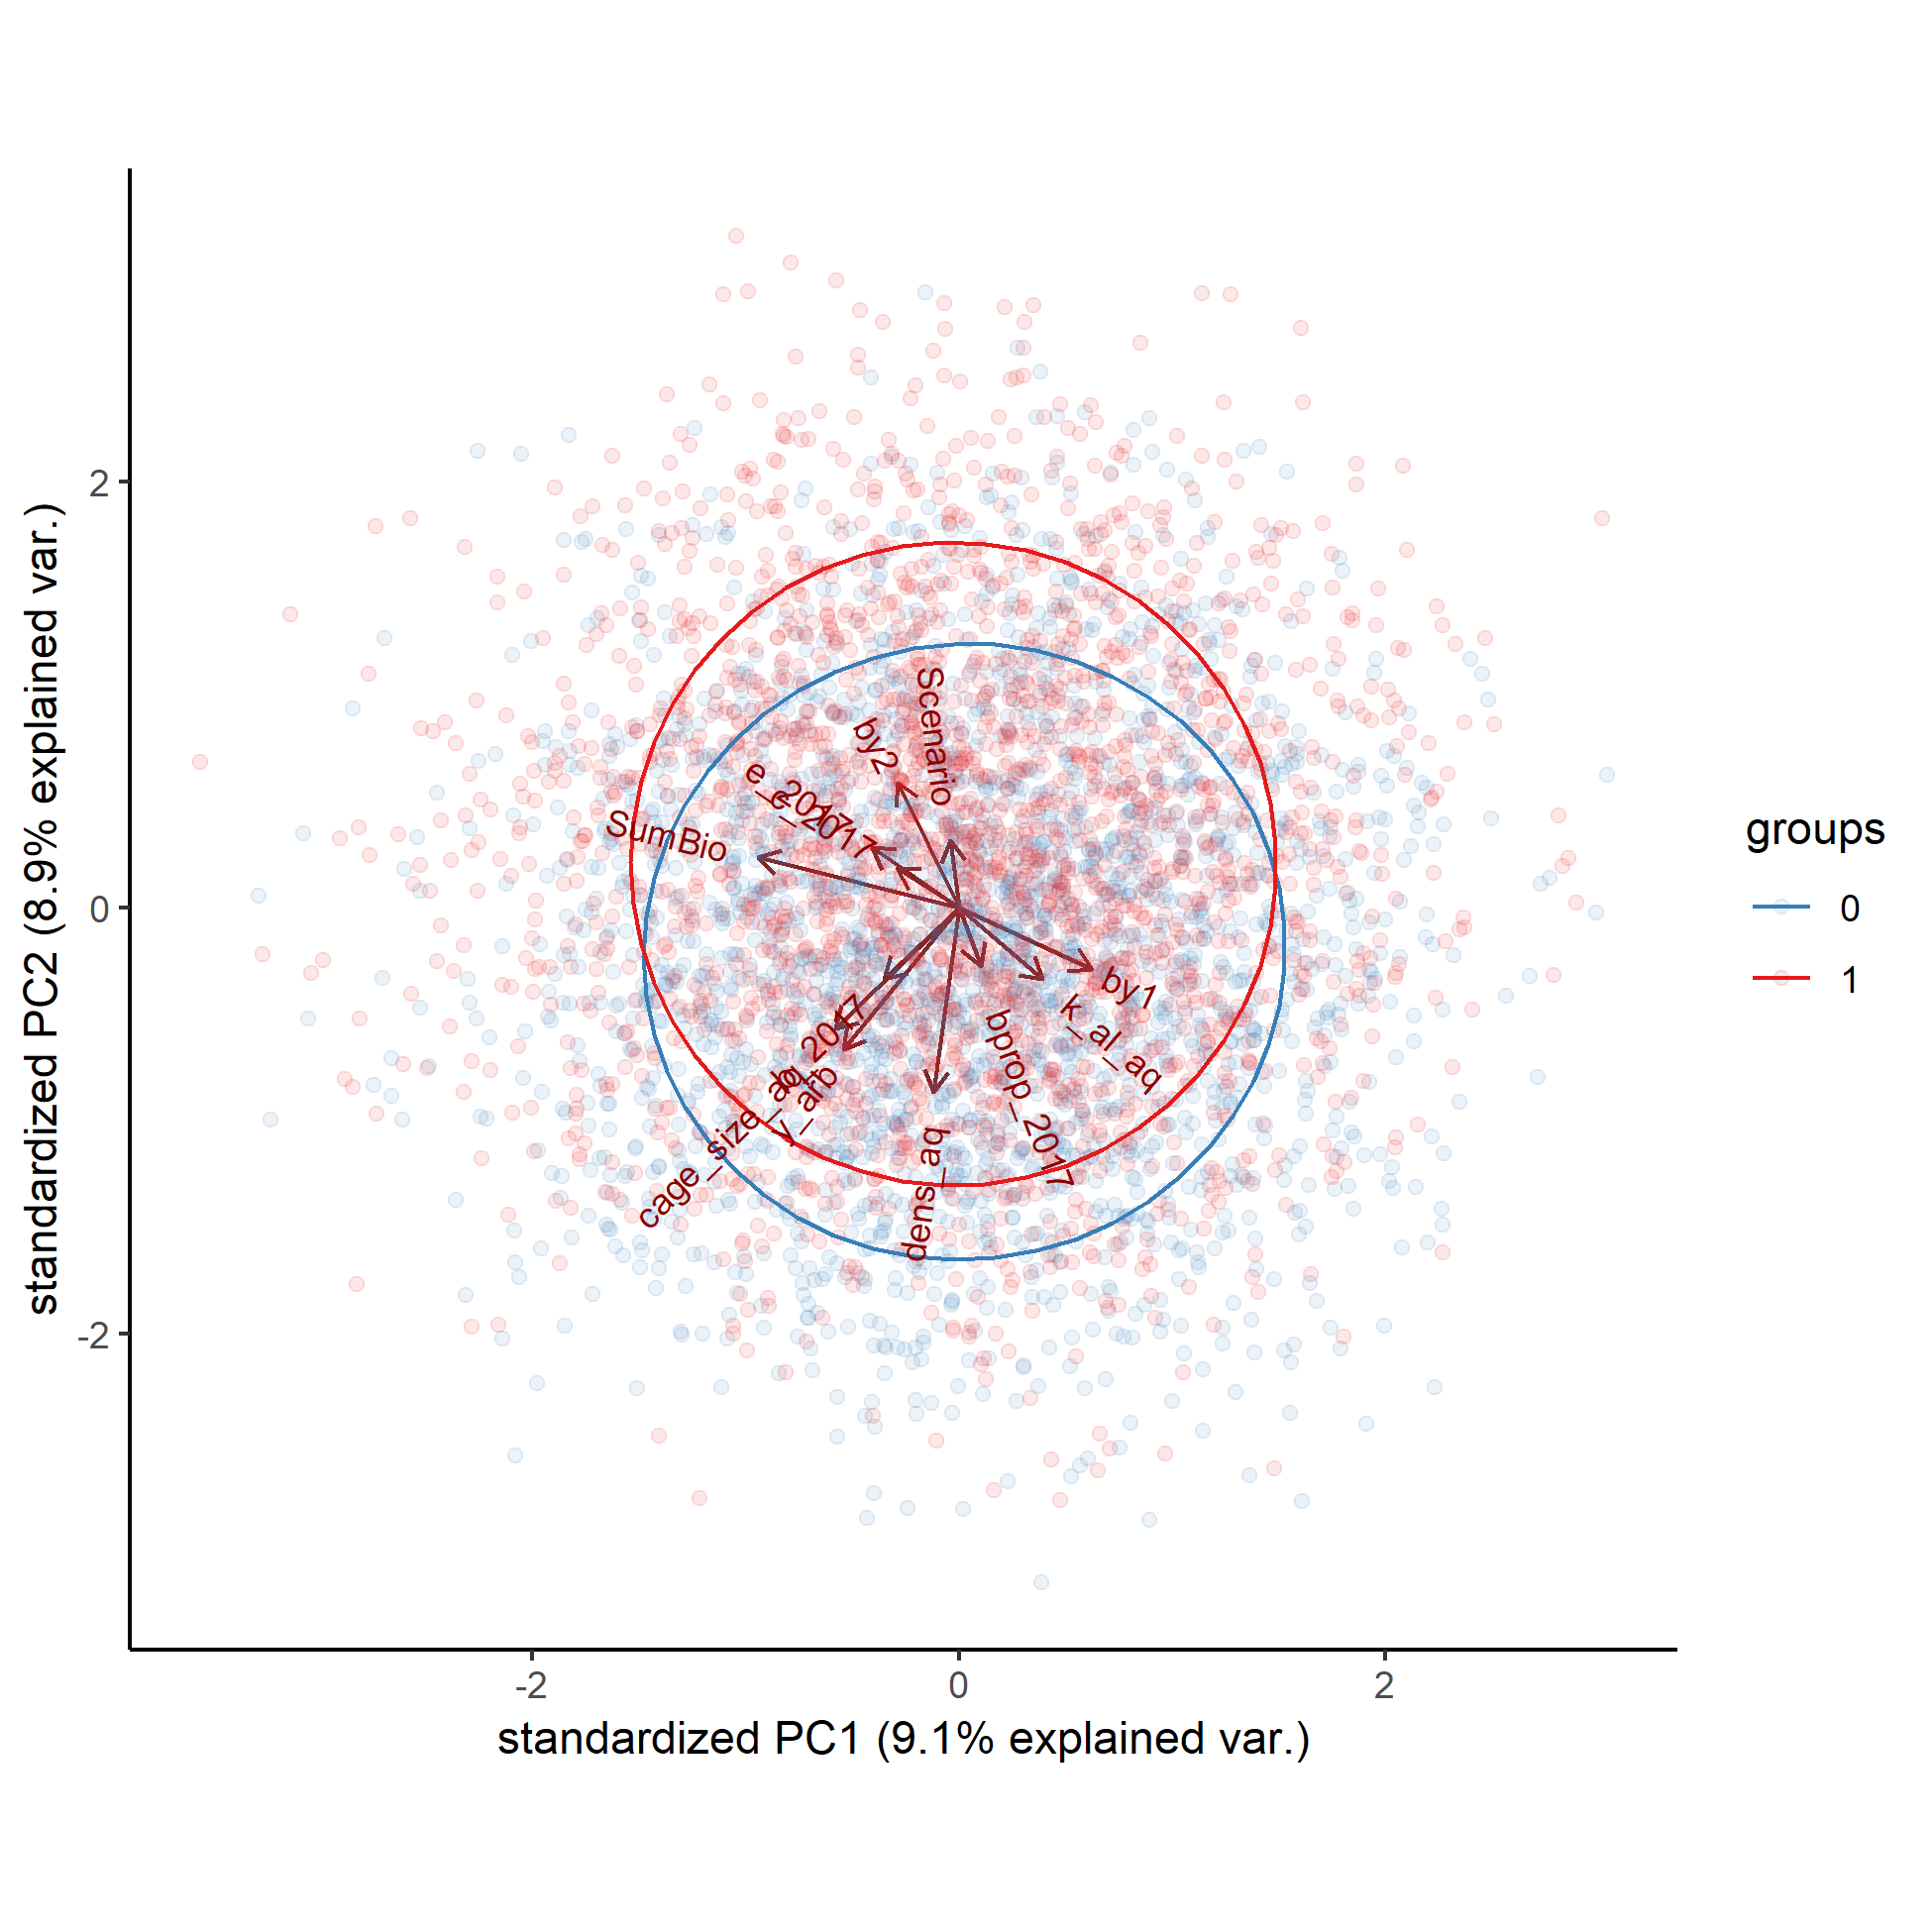 standardized PC2 (8.9% explained var.)
2
0
-2
Scenario
by2
SumBio
by1
k_al_aq
bprop_2017
dens_aq
y_arb
-2
0
2
standardized PC1 (9.1% explained var.)
groups
0
1